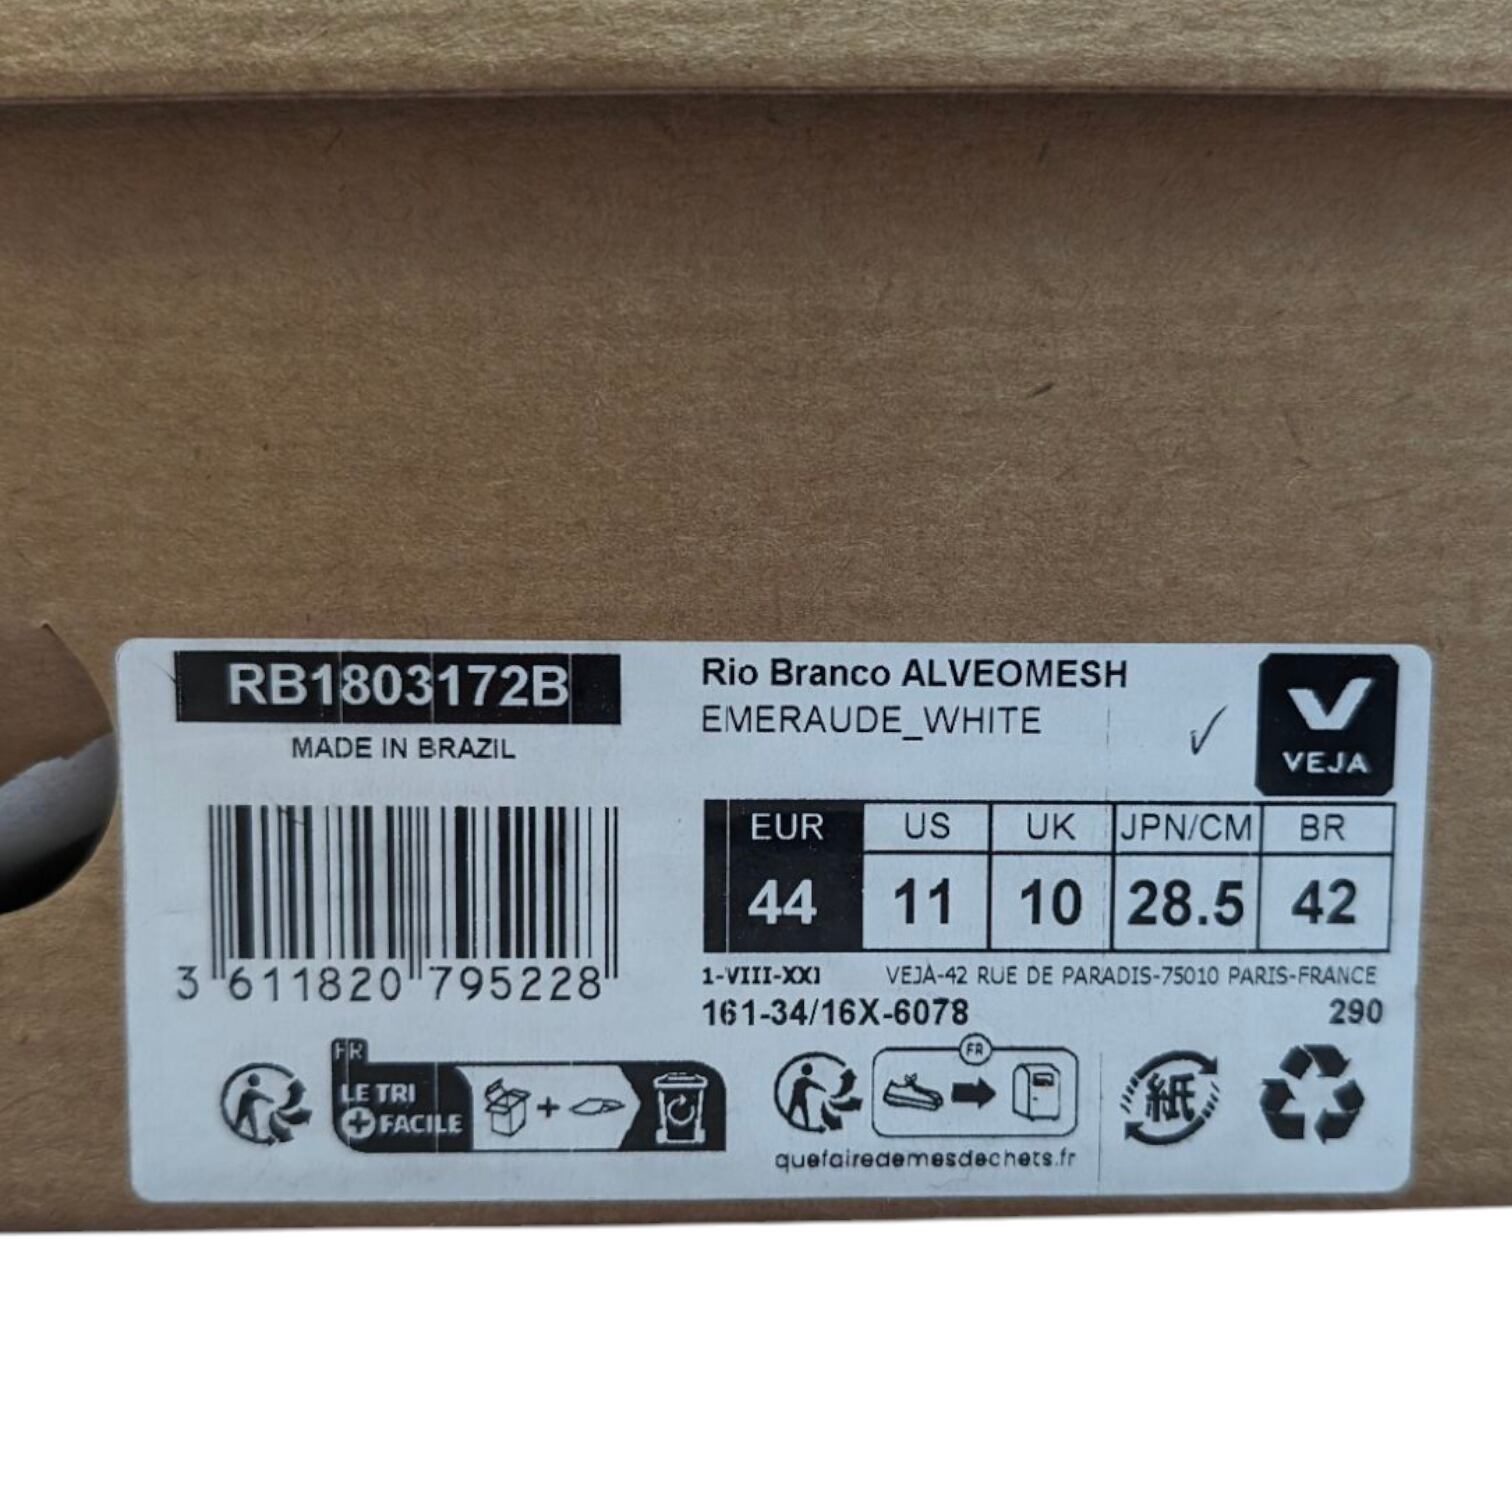 RB1803172B
MADE IN BRAZIL
3 611820 795228
Rio Branco ALVEOMESH
EMERAUDE_WHITE
VEJA
EUR US UK JPN/CM BR
44 11 10 28.5 42
1-VIII-XXI VEJA-42 RUE DE PARADIS-75010 PARIS-FRANCE
161-34/16X-6078 290
FR
LE TRI
+ FACILE
+
FR
quefairedemesdechets.fr
紙